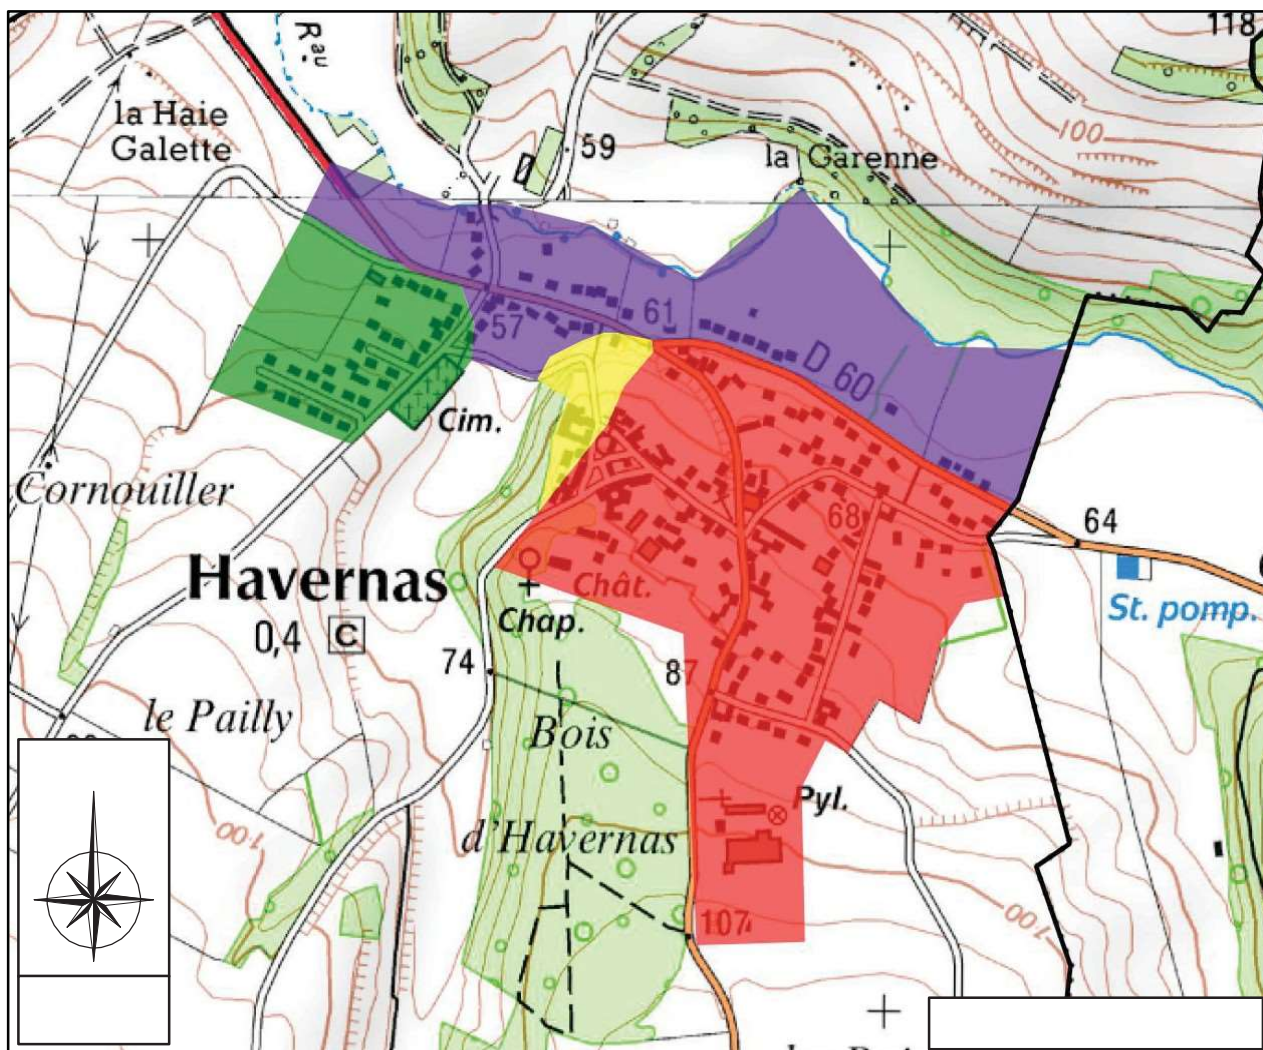 118
R.au
la Haie
Galette
59
la Garenne
100
61
57
D 60
Cim.
Cornouiller
68
64
Havernas
Chât.
St. pomp.
0,4 C
Chap.
74
87
le Pailly
Bois
Pyl.
100
d'Havernas
107
100